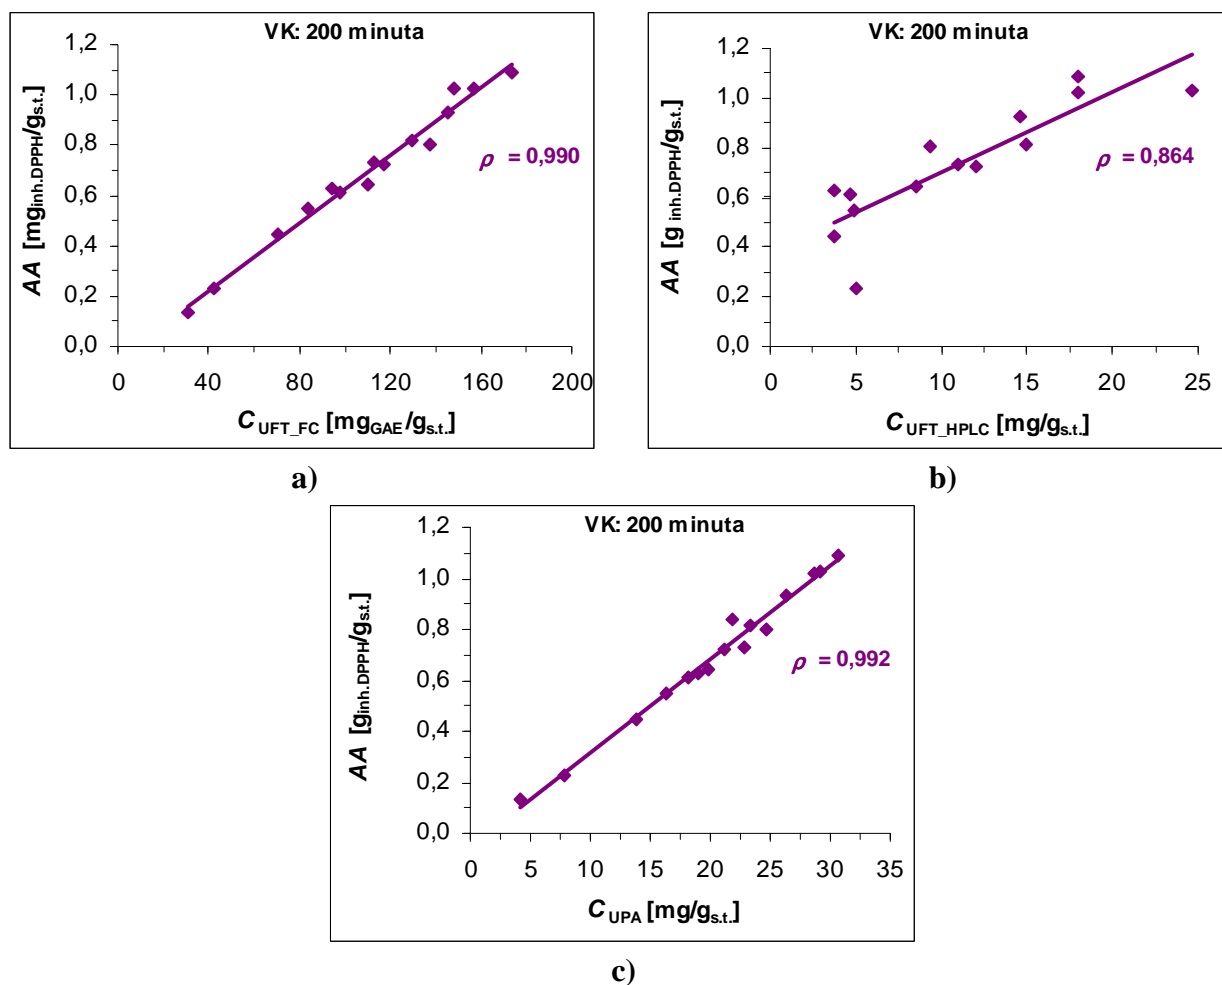 VK: 200 minuta
1,2
1,0
0,8
0,6
0,4
0,2
0,0
AA [mginh.DPPH/gs.t.]
ρ = 0,990
0 40 80 120 160 200
C UFT_FC [mgGAE/gs.t.]
a)
VK: 200 minuta
1,2
1,0
0,8
0,6
0,4
0,2
0,0
AA [g inh.DPPH/gs.t.]
ρ = 0,864
0 5 10 15 20 25
C UFT_HPLC [mg/gs.t.]
b)
VK: 200 minuta
1,2
1,0
0,8
0,6
0,4
0,2
0,0
AA [ginh.DPPH/gs.t.]
ρ = 0,992
0 5 10 15 20 25 30 35
C UPA [mg/gs.t.]
c)